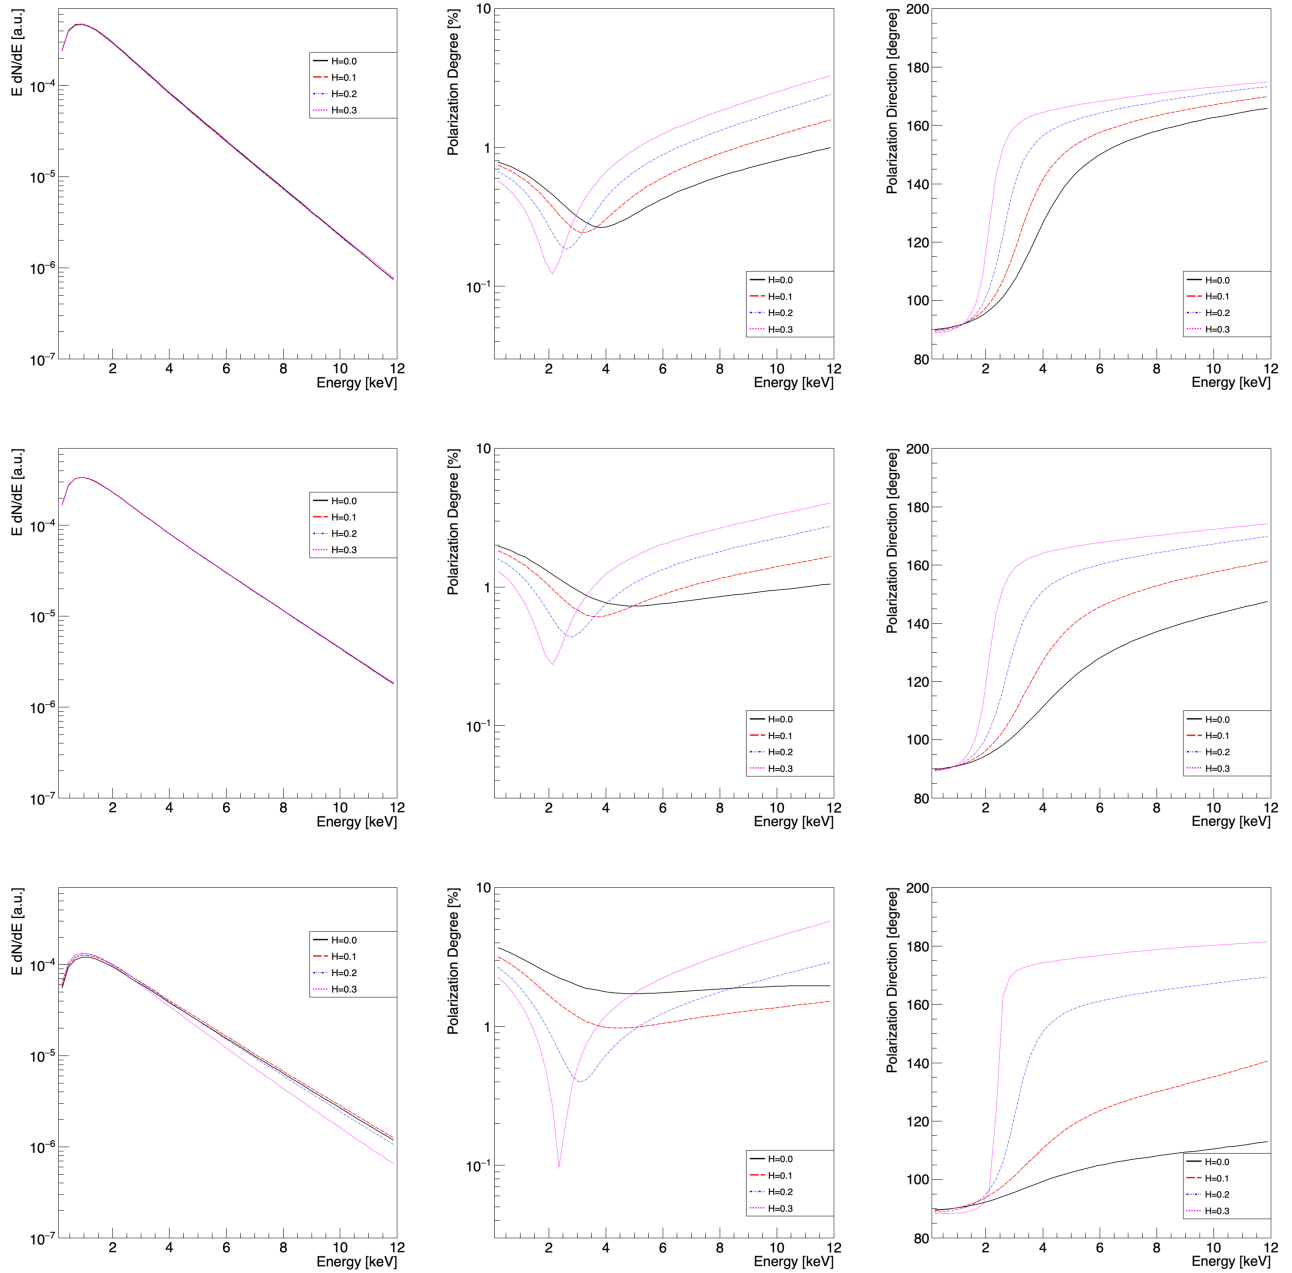 E dN/dE [a.u.]
10⁻⁴
10⁻⁵
10⁻⁶
10⁻⁷
H=0.0
H=0.1
H=0.2
H=0.3
2 4 6 8 10 12
Energy [keV]
Polarization Degree [%]
10
1
10⁻¹
H=0.0
H=0.1
H=0.2
H=0.3
2 4 6 8 10 12
Energy [keV]
Polarization Direction [degree]
200
180
160
140
120
100
80
H=0.0
H=0.1
H=0.2
H=0.3
2 4 6 8 10 12
Energy [keV]
E dN/dE [a.u.]
10⁻⁴
10⁻⁵
10⁻⁶
10⁻⁷
H=0.0
H=0.1
H=0.2
H=0.3
2 4 6 8 10 12
Energy [keV]
Polarization Degree [%]
10
1
10⁻¹
H=0.0
H=0.1
H=0.2
H=0.3
2 4 6 8 10 12
Energy [keV]
Polarization Direction [degree]
200
180
160
140
120
100
80
H=0.0
H=0.1
H=0.2
H=0.3
2 4 6 8 10 12
Energy [keV]
E dN/dE [a.u.]
10⁻⁴
10⁻⁵
10⁻⁶
10⁻⁷
H=0.0
H=0.1
H=0.2
H=0.3
2 4 6 8 10 12
Energy [keV]
Polarization Degree [%]
10
1
10⁻¹
H=0.0
H=0.1
H=0.2
H=0.3
2 4 6 8 10 12
Energy [keV]
Polarization Direction [degree]
200
180
160
140
120
100
80
H=0.0
H=0.1
H=0.2
H=0.3
2 4 6 8 10 12
Energy [keV]